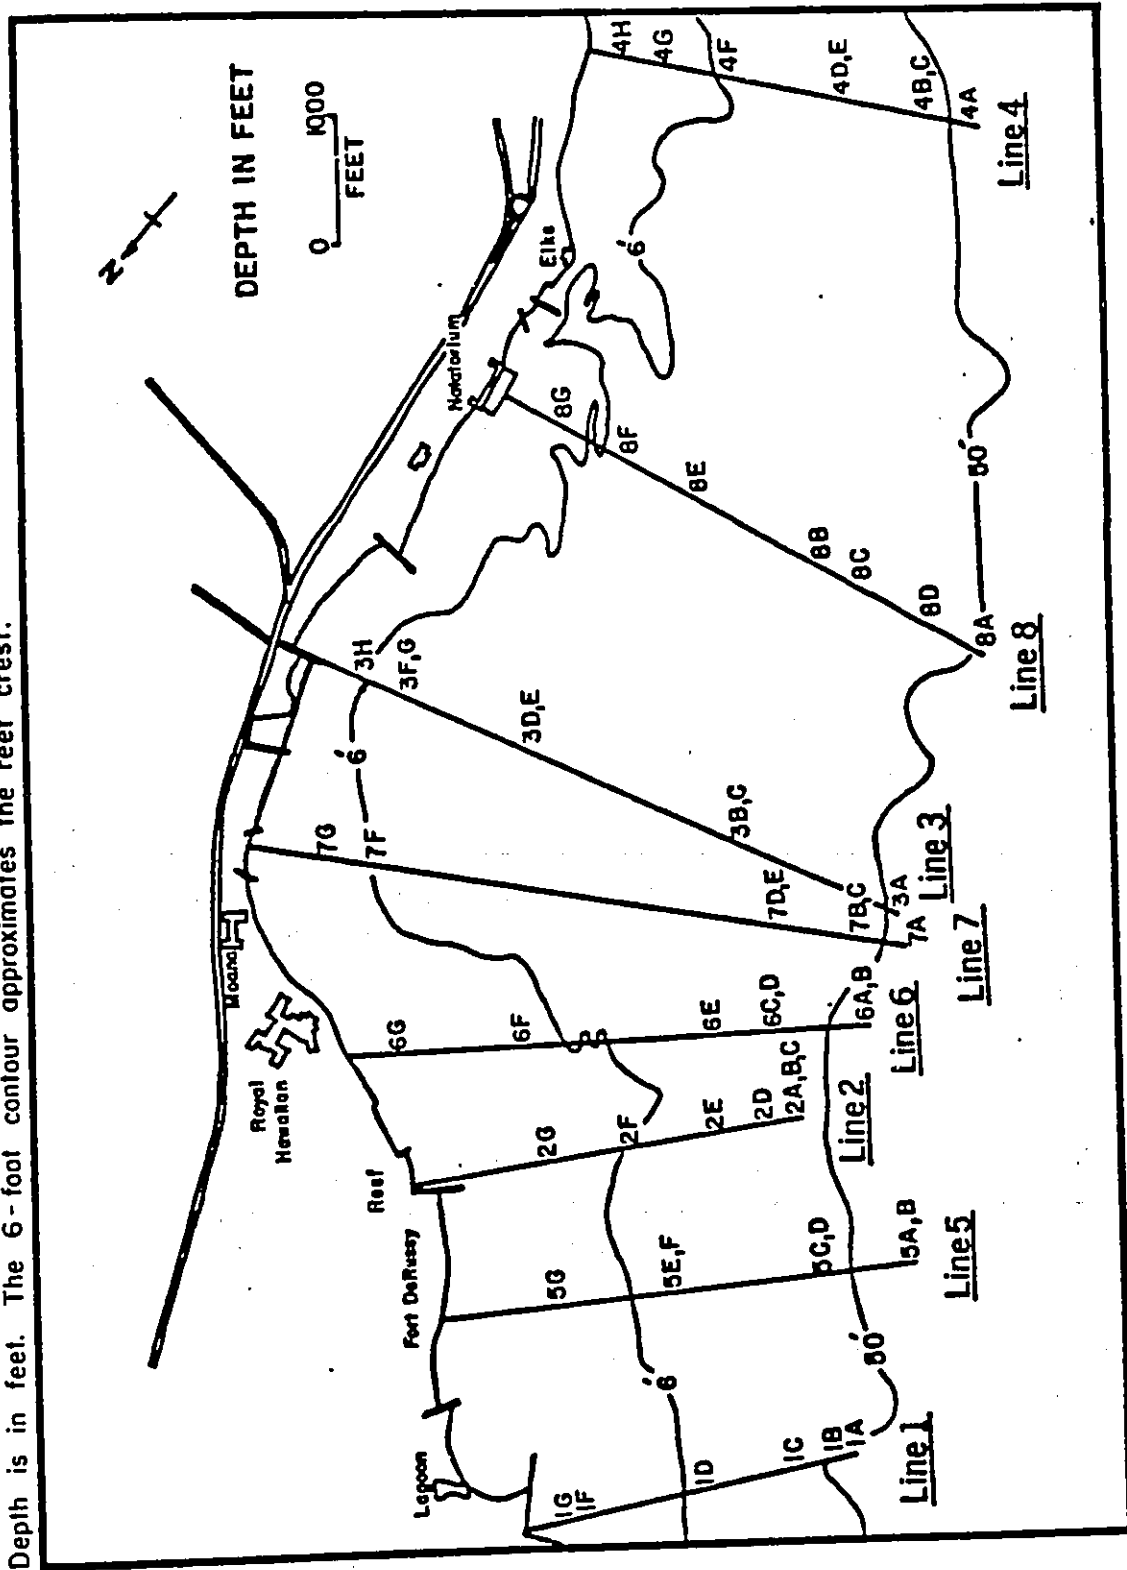 Depth is in feet. The 6-foot contour approximates the reef crest.
N
DEPTH IN FEET
0 1000
FEET
Lagoon
Fort DeRussy
Reef
Royal
Hawaiian
Moana
Natatorium
Elks
1G
1F
1D
1C
1B
1A
Line 1
5G
5E,F
5C,D
5A,B
Line 5
2G
2F
2E
2D
2A,B,C
Line 2
6G
6F
6E
6C,D
6A,B
Line 6
7G
7F
7D,E
7B,C
7A
Line 7
3H
3F,G
3D,E
3B,C
3A
Line 3
8G
8F
8E
8B
8C
8D
8A
Line 8
4H
4G
4F
4D,E
4B,C
4A
Line 4
6'
6'
6'
50'
50'